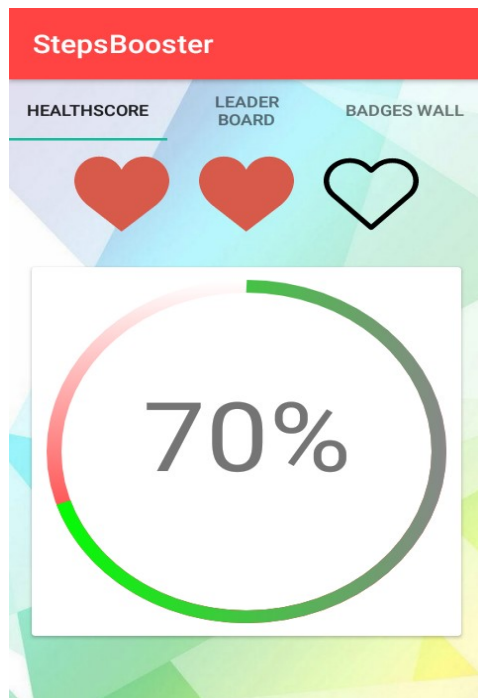 StepsBooster
HEALTHSCORE
LEADER
BOARD
BADGES WALL
70%